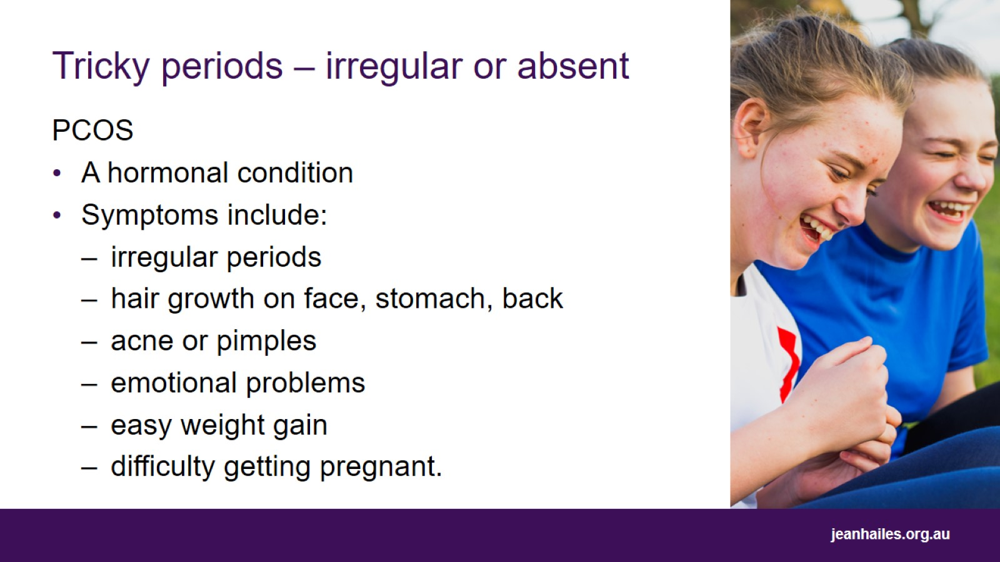 Tricky periods – irregular or absent
PCOS
• A hormonal condition
• Symptoms include:
– irregular periods
– hair growth on face, stomach, back
– acne or pimples
– emotional problems
– easy weight gain
– difficulty getting pregnant.
jeanhailes.org.au